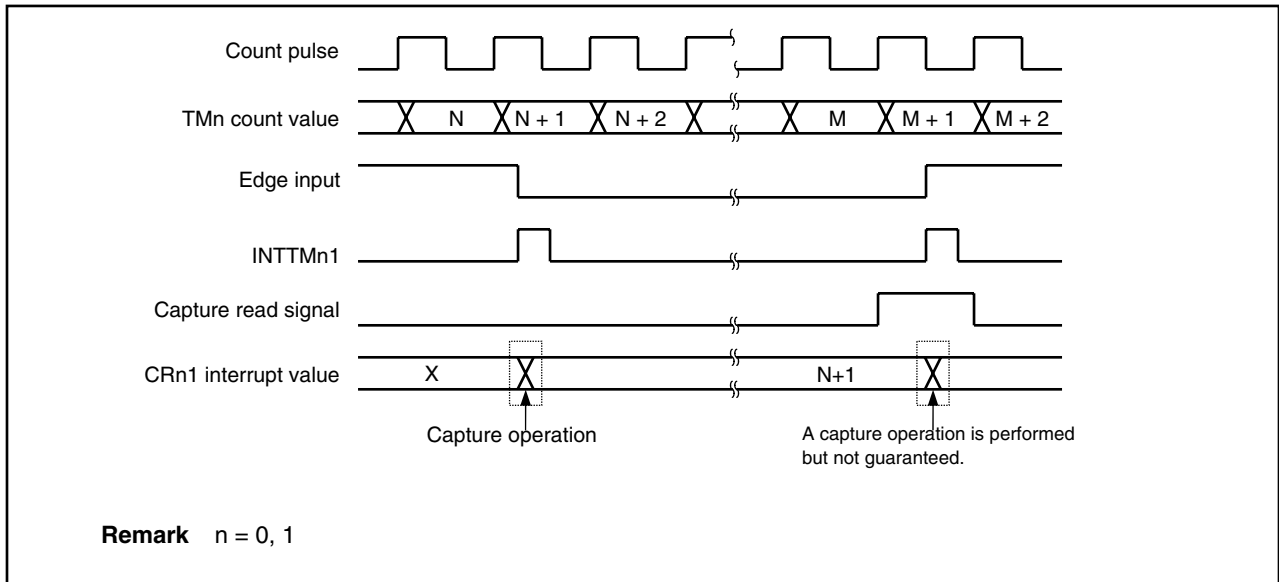 Count pulse
TMn count value
N
N + 1
N + 2
M
M + 1
M + 2
Edge input
INTTMn1
Capture read signal
CRn1 interrupt value
X
N+1
Capture operation
A capture operation is performed
but not guaranteed.
Remark n = 0, 1